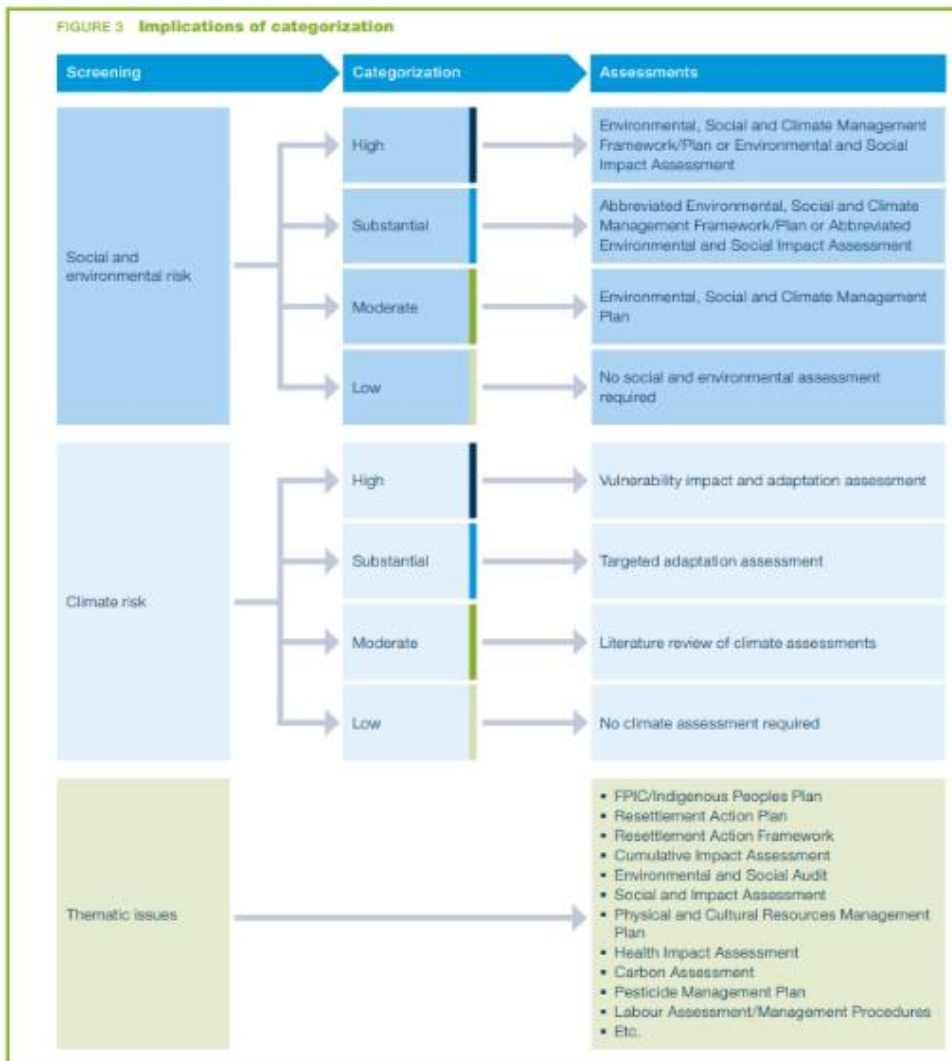 FIGURE 3 Implications of categorization
Screening
Categorization
Assessments
Social and
environmental risk
High
Environmental, Social and Climate Management
Framework/Plan or Environmental and Social
Impact Assessment
Substantial
Abbreviated Environmental, Social and Climate
Management Framework/Plan or Abbreviated
Environmental and Social Impact Assessment
Moderate
Environmental, Social and Climate Management
Plan
Low
No social and environmental assessment
required
Climate risk
High
Vulnerability impact and adaptation assessment
Substantial
Targeted adaptation assessment
Moderate
Literature review of climate assessments
Low
No climate assessment required
Thematic issues
▪ FPIC/Indigenous Peoples Plan
▪ Resettlement Action Plan
▪ Resettlement Action Framework
▪ Cumulative Impact Assessment
▪ Environmental and Social Audit
▪ Social and Impact Assessment
▪ Physical and Cultural Resources Management
Plan
▪ Health Impact Assessment
▪ Carbon Assessment
▪ Pesticide Management Plan
▪ Labour Assessment/Management Procedures
▪ Etc.